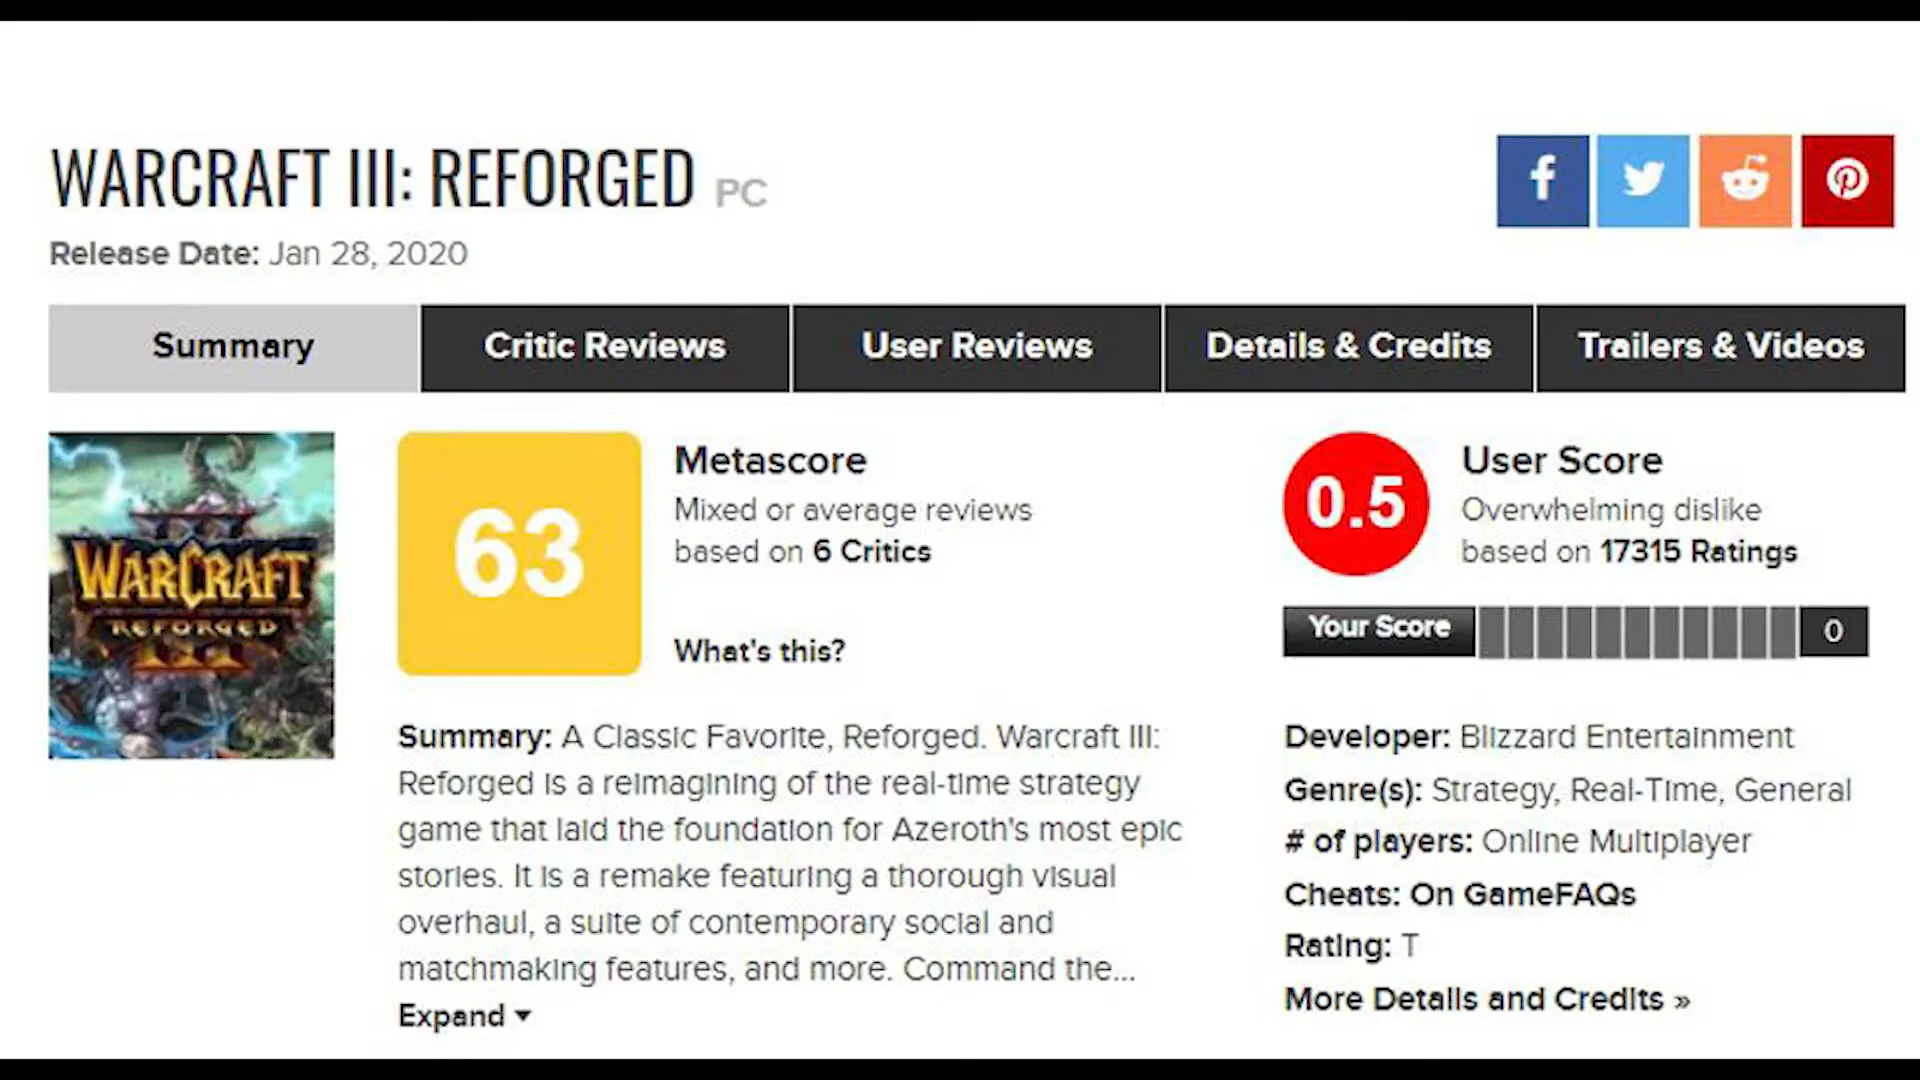 WARCRAFT III: REFORGED PC
Release Date: Jan 28, 2020
Summary
Critic Reviews
User Reviews
Details & Credits
Trailers & Videos
WARCRAFT
REFORGED
III
63
Metascore
Mixed or average reviews
based on 6 Critics
What's this?
0.5
User Score
Overwhelming dislike
based on 17315 Ratings
Your Score
0
Summary: A Classic Favorite, Reforged. Warcraft III:
Reforged is a reimagining of the real-time strategy
game that laid the foundation for Azeroth's most epic
stories. It is a remake featuring a thorough visual
overhaul, a suite of contemporary social and
matchmaking features, and more. Command the...
Expand
Developer: Blizzard Entertainment
Genre(s): Strategy, Real-Time, General
# of players: Online Multiplayer
Cheats: On GameFAQs
Rating: T
More Details and Credits »